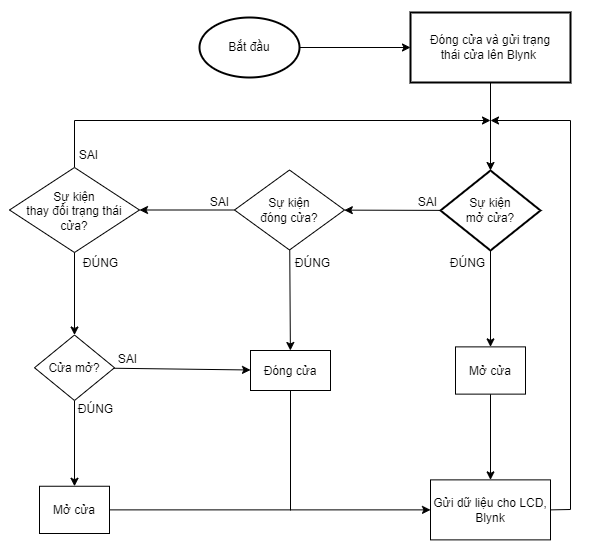 Bắt đầu
Đóng cửa và gửi trạng
thái cửa lên Blynk
SAI
Sự kiện
thay đổi trạng thái
cửa?
SAI
Sự kiện
đóng cửa?
SAI
Sự kiện
mở cửa?
ĐÚNG
ĐÚNG
ĐÚNG
Cửa mở?
SAI
Đóng cửa
Mở cửa
ĐÚNG
Mở cửa
Gửi dữ liệu cho LCD,
Blynk